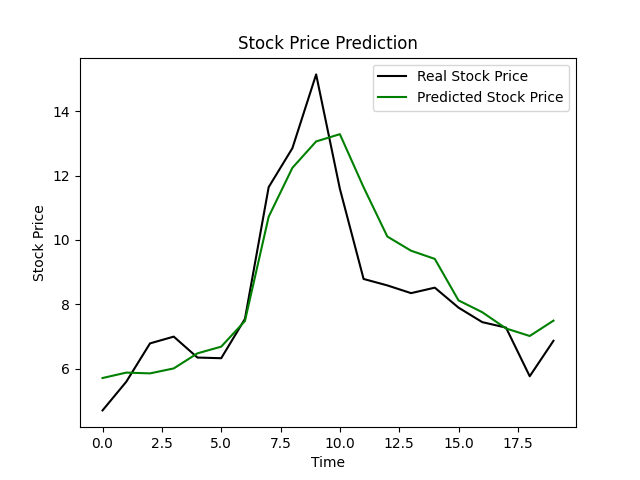 Stock Price Prediction
Real Stock Price
Predicted Stock Price
Stock Price
14
12
10
8
6
0.0 2.5 5.0 7.5 10.0 12.5 15.0 17.5
Time